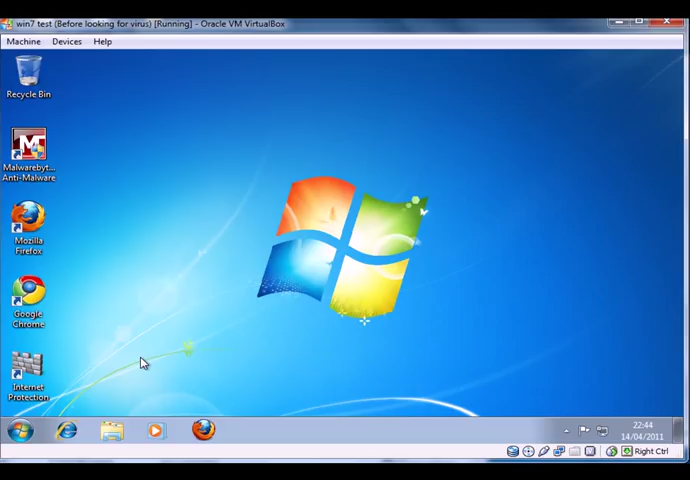 win7 test (Before looking for virus) [Running] - Oracle VM VirtualBox
Machine Devices Help
Recycle Bin
Malwarebyt...
Anti-Malware
Mozilla
Firefox
Google
Chrome
Internet
Protection
22:44
14/04/2011
Right Ctrl